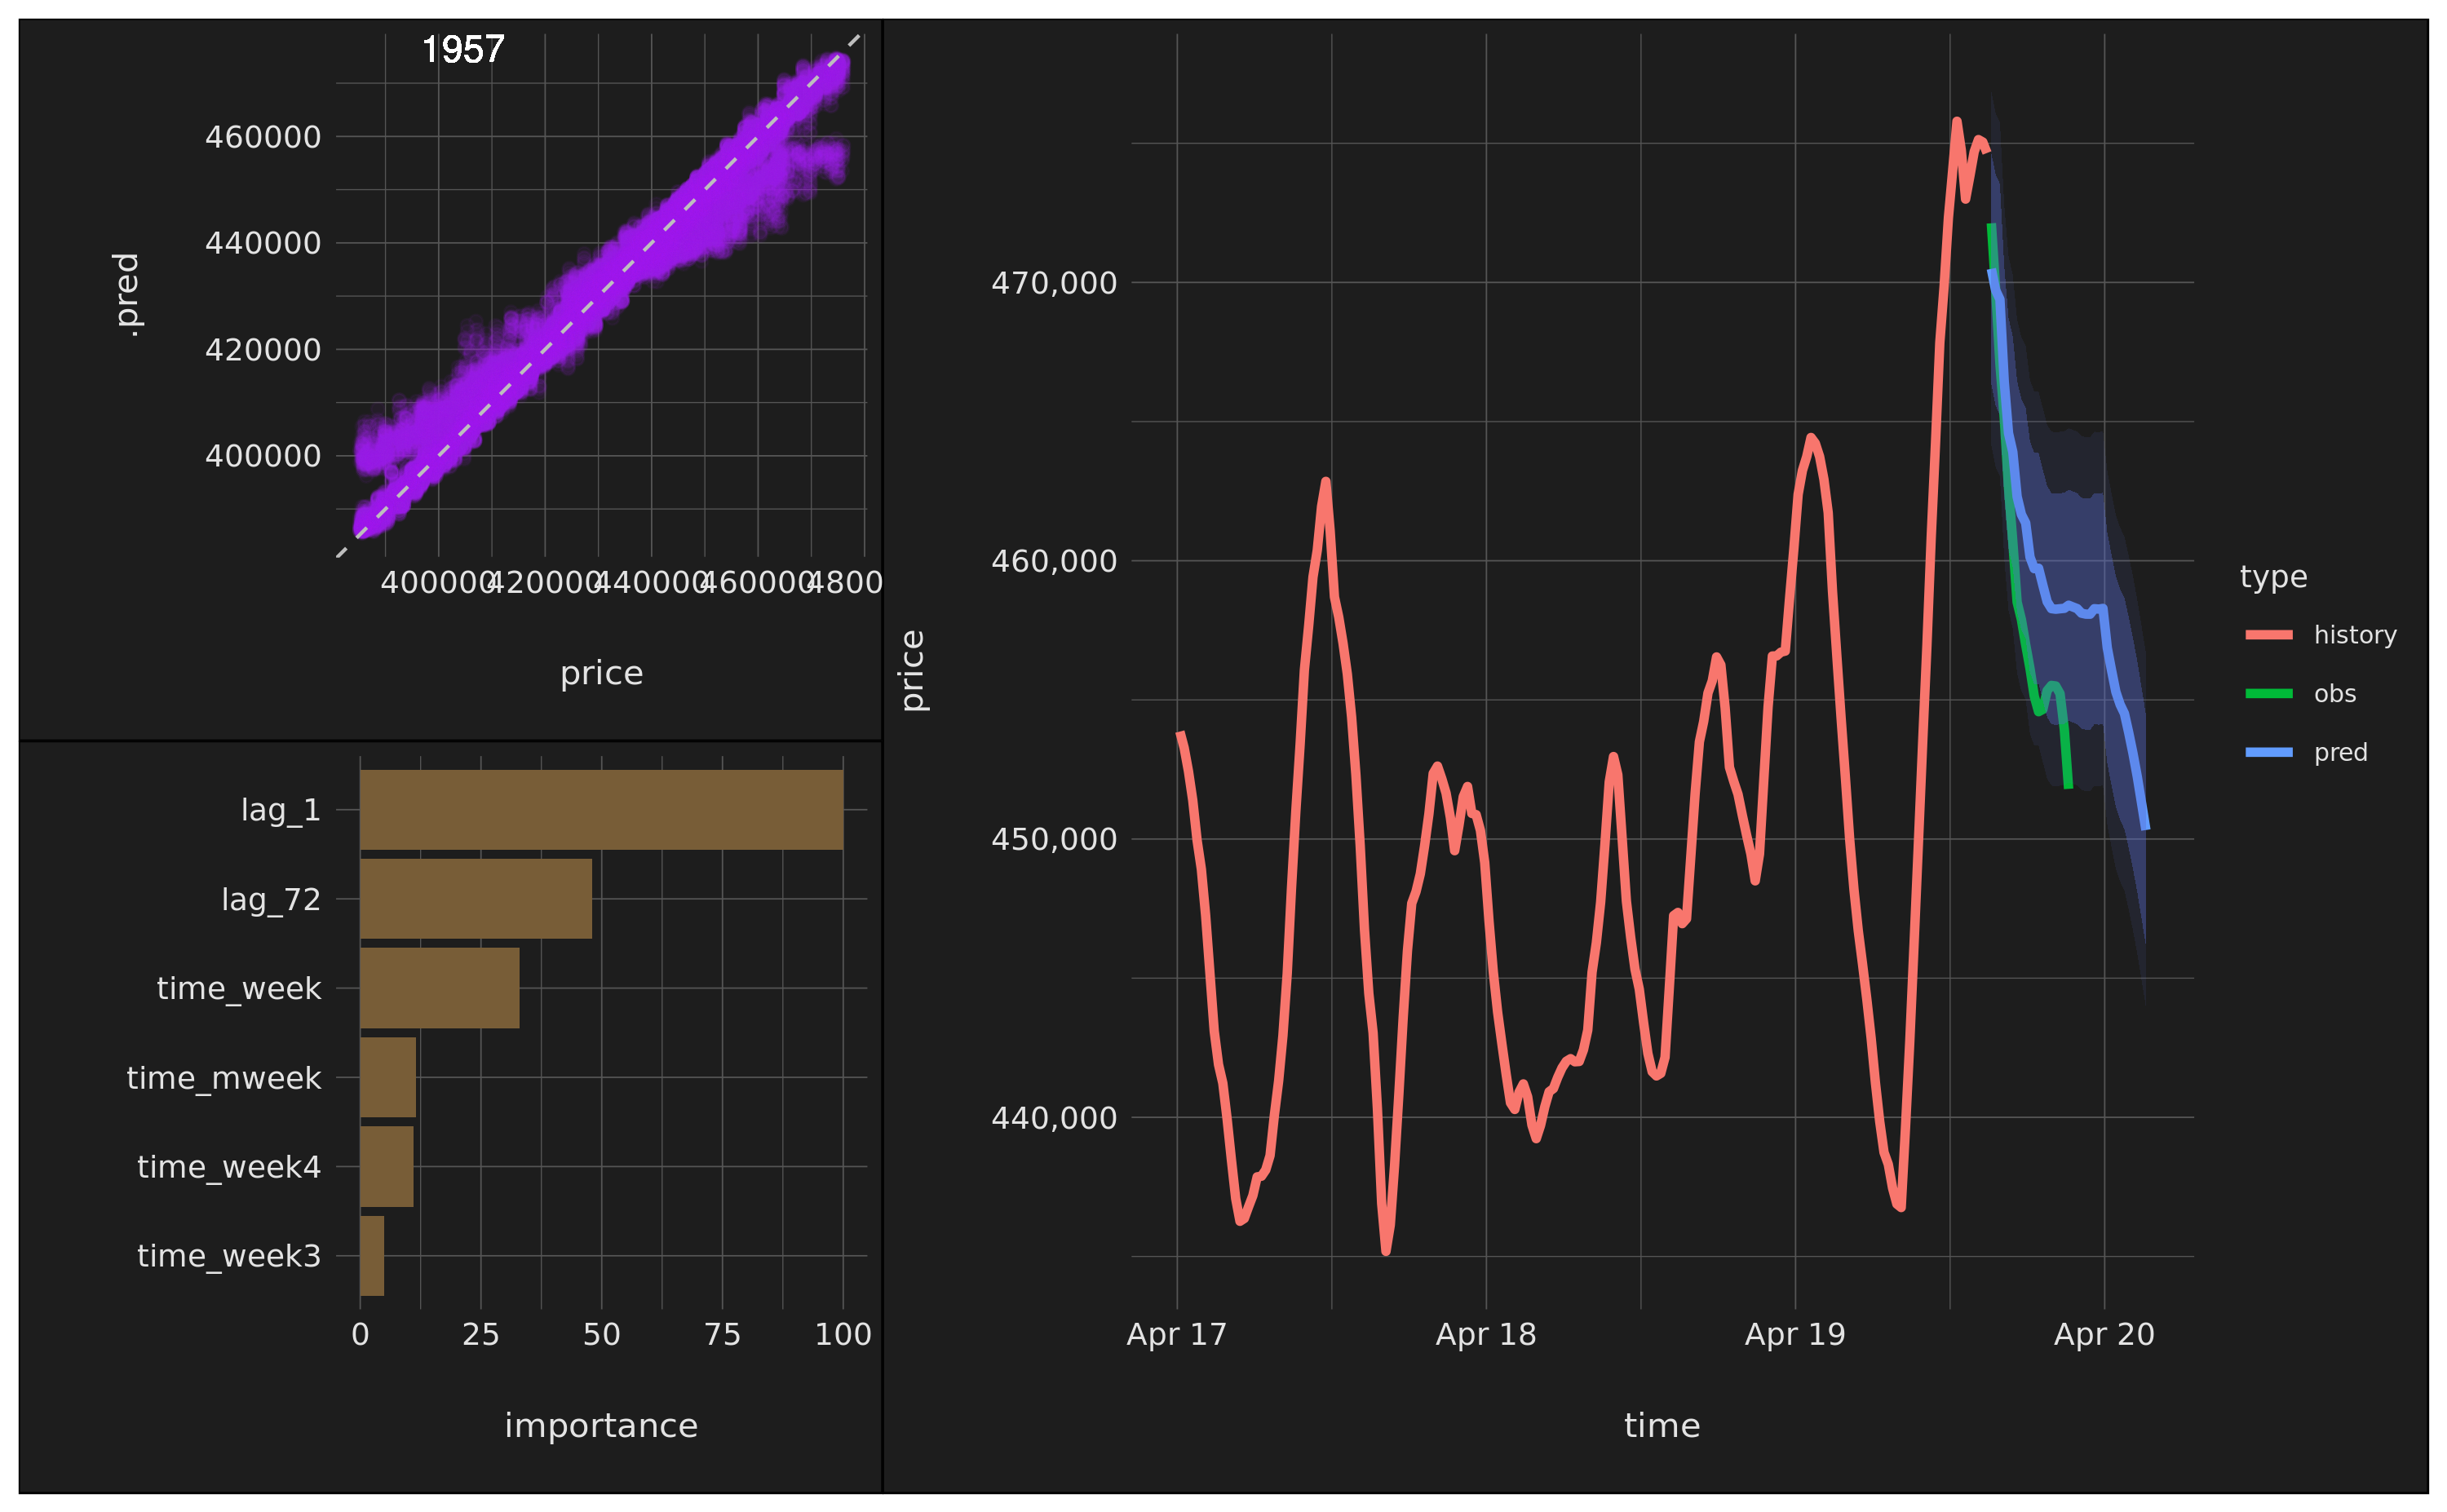 1957
.pred
460000
440000
420000
400000
400000 420000 440000 460000 4800
price
lag_1
lag_72
time_week
time_mweek
time_week4
time_week3
0 25 50 75 100
importance
price
470,000
460,000
450,000
440,000
Apr 17 Apr 18 Apr 19 Apr 20
time
type
history
obs
pred